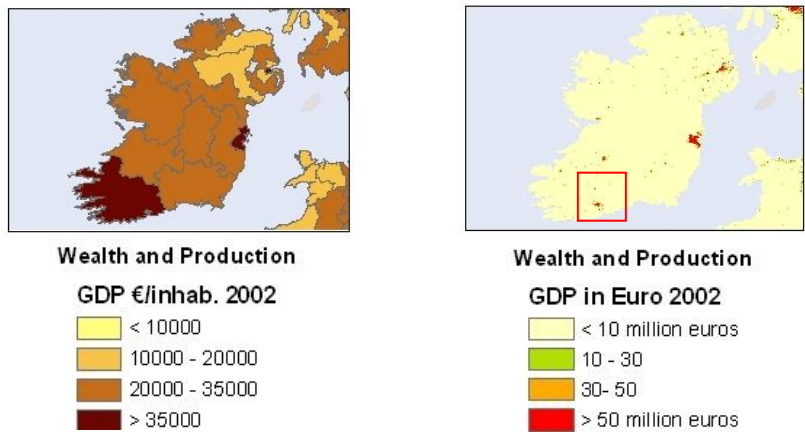 Wealth and Production
GDP €/inhab. 2002
< 10000
10000 - 20000
20000 - 35000
> 35000
Wealth and Production
GDP in Euro 2002
< 10 million euros
10 - 30
30- 50
> 50 million euros